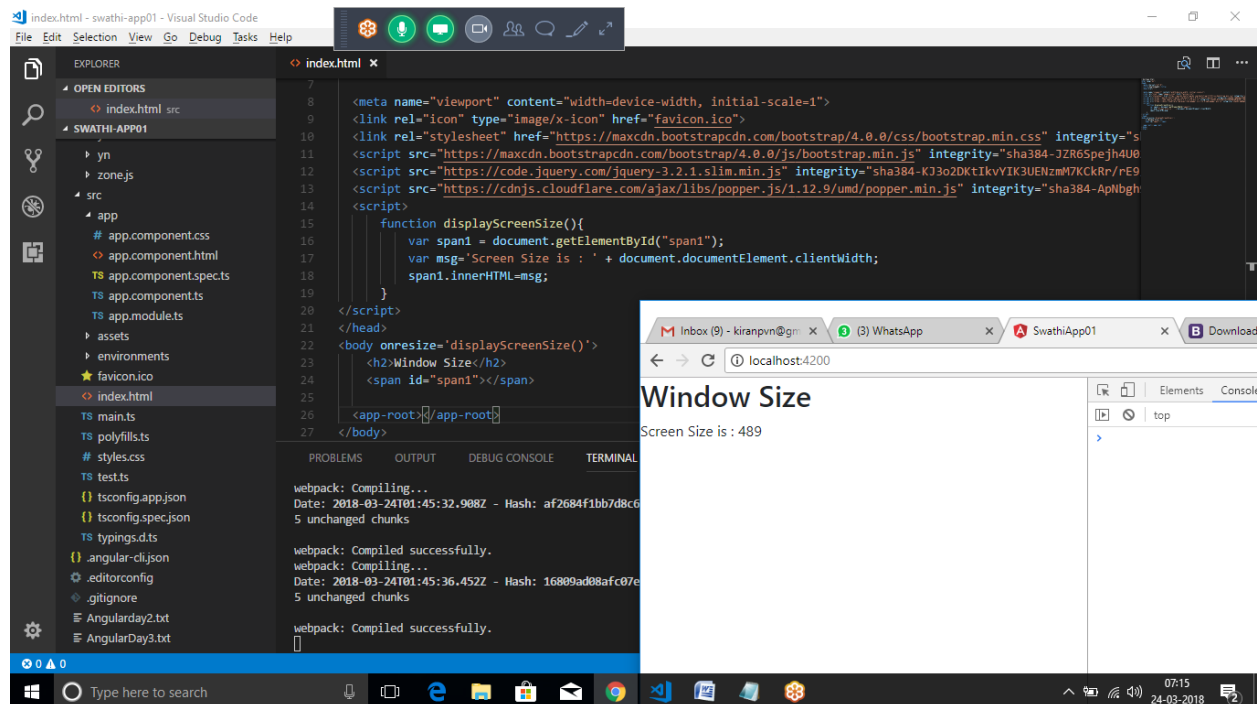 index.html - swathi-app01 - Visual Studio Code
File Edit Selection View Go Debug Tasks Help
EXPLORER
OPEN EDITORS
<> index.html src
SWATHI-APP01
yn
zone.js
src
app
# app.component.css
<> app.component.html
TS app.component.spec.ts
TS app.component.ts
TS app.module.ts
assets
environments
favicon.ico
<> index.html
TS main.ts
TS polyfills.ts
# styles.css
TS test.ts
{} tsconfig.app.json
{} tsconfig.spec.json
TS typings.d.ts
{} .angular-cli.json
.editorconfig
.gitignore
Angularday2.txt
AngularDay3.txt
<> index.html ×
7
8 <meta name="viewport" content="width=device-width, initial-scale=1">
9 <link rel="icon" type="image/x-icon" href="favicon.ico">
10 <link rel="stylesheet" href="https://maxcdn.bootstrapcdn.com/bootstrap/4.0.0/css/bootstrap.min.css" integrity="s
11 <script src="https://maxcdn.bootstrapcdn.com/bootstrap/4.0.0/js/bootstrap.min.js" integrity="sha384-JZR6Spejh4U0
12 <script src="https://code.jquery.com/jquery-3.2.1.slim.min.js" integrity="sha384-KJ3o2DKtIkvYIK3UENzmM7KCkRr/rE9
13 <script src="https://cdnjs.cloudflare.com/ajax/libs/popper.js/1.12.9/umd/popper.min.js" integrity="sha384-ApNbgh
14 <script>
15 function displayScreenSize(){
16 var span1 = document.getElementById("span1");
17 var msg='Screen Size is : ' + document.documentElement.clientWidth;
18 span1.innerHTML=msg;
19 }
20 </script>
21 </head>
22 <body onresize='displayScreenSize()'>
23 <h2>Window Size</h2>
24 <span id="span1"></span>
25
26 <app-root></app-root>
27 </body>
PROBLEMS OUTPUT DEBUG CONSOLE TERMINAL
webpack: Compiling...
Date: 2018-03-24T01:45:32.908Z - Hash: af2684f1bb7d8c6
5 unchanged chunks
webpack: Compiled successfully.
webpack: Compiling...
Date: 2018-03-24T01:45:36.452Z - Hash: 16809ad08afc07e
5 unchanged chunks
webpack: Compiled successfully.
Inbox (9) - kiranpvn@gm × 3 (3) WhatsApp × SwathiApp01 × B Download
localhost:4200
Window Size
Screen Size is : 489
Elements Console
top
0 0
Type here to search
07:15
24-03-2018
2